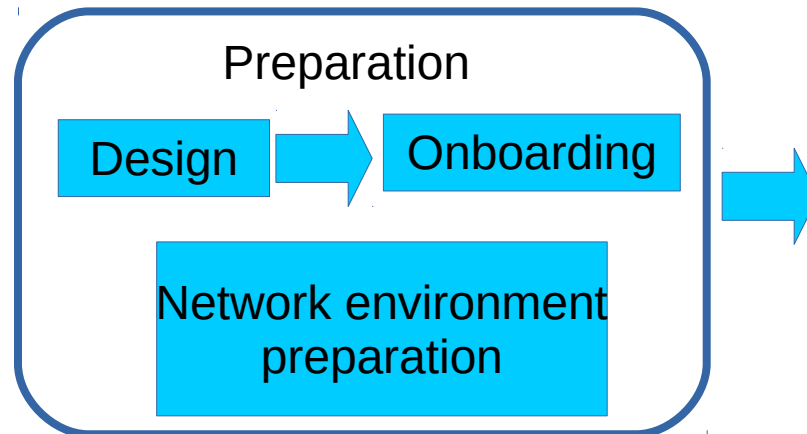 Preparation
Design
Onboarding
Network environment
preparation